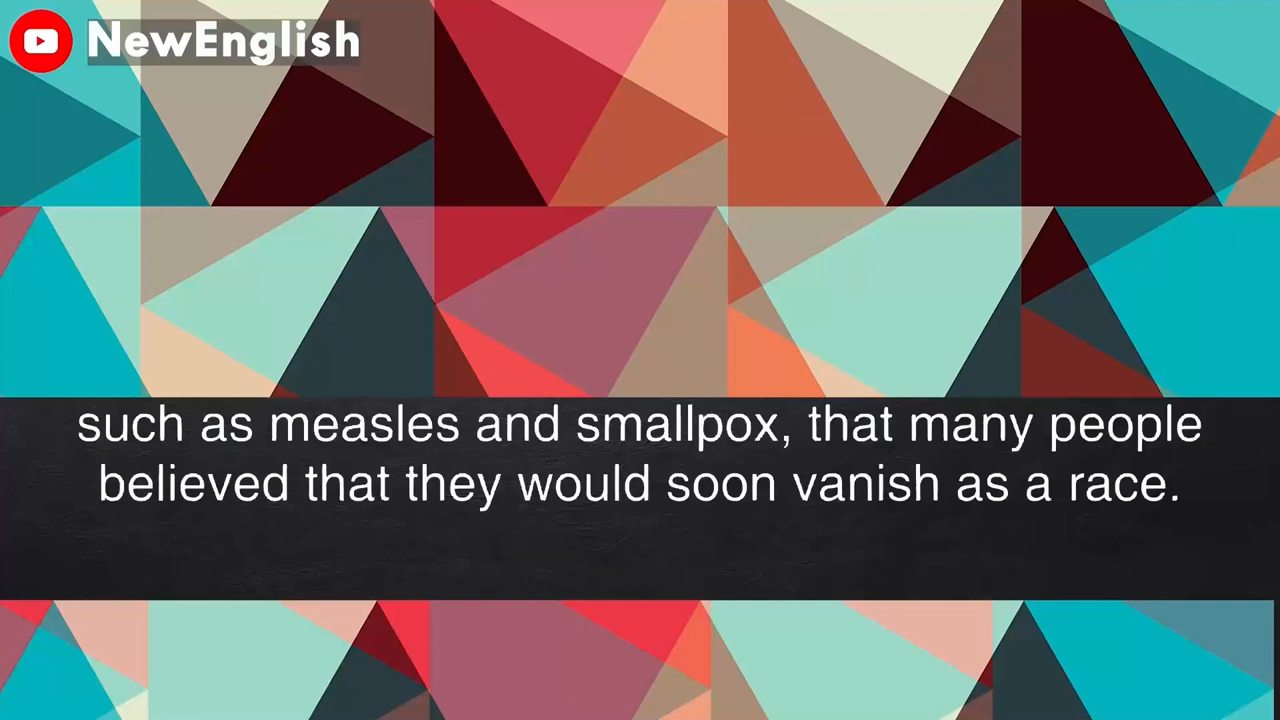 NewEnglish
such as measles and smallpox, that many people
believed that they would soon vanish as a race.